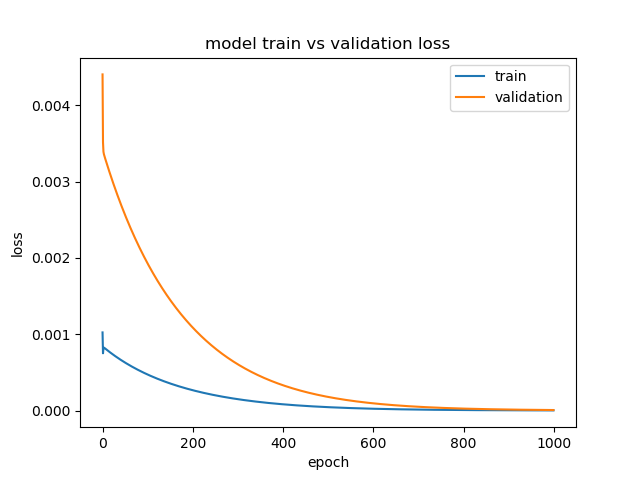 model train vs validation loss
train
validation
0.004
0.003
0.002
0.001
0.000
loss
0 200 400 600 800 1000
epoch